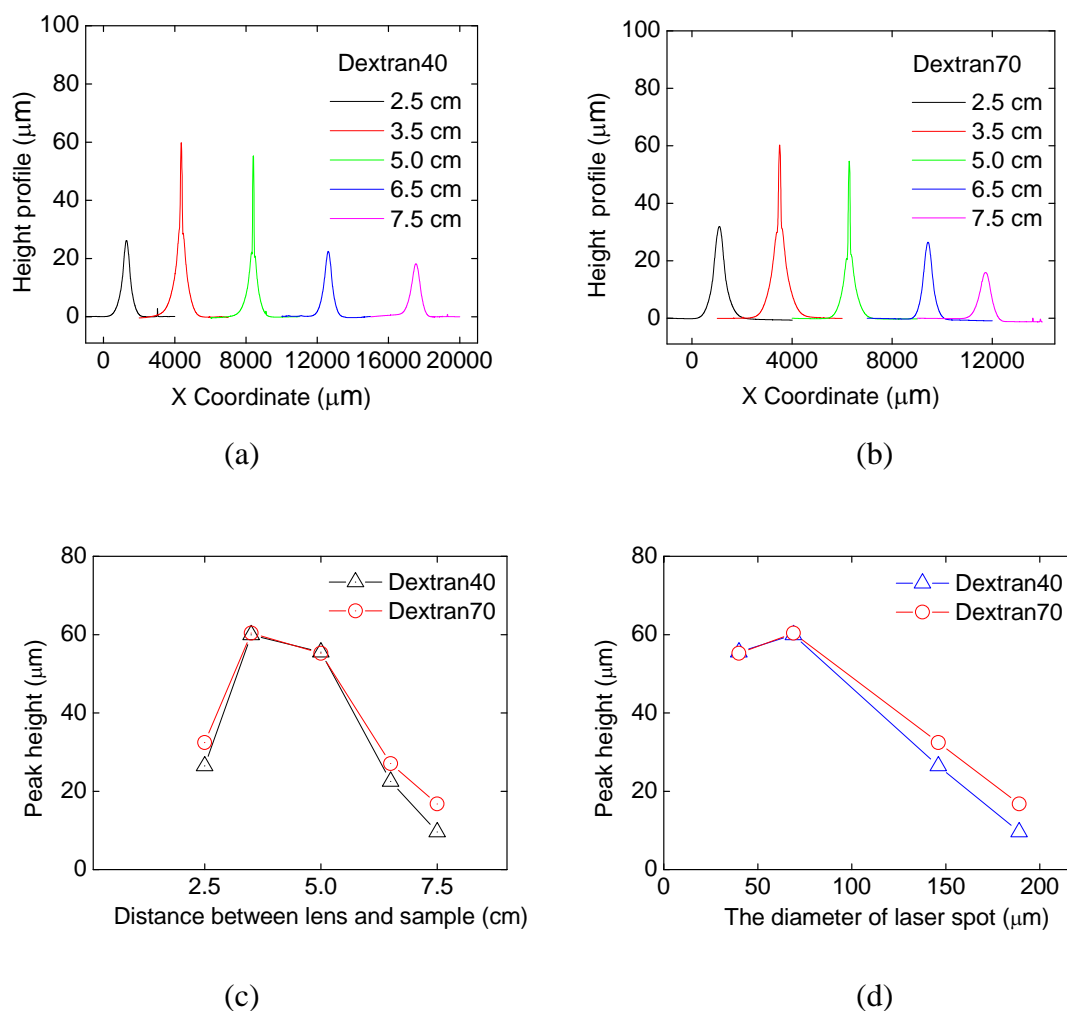 100
80
60
40
20
0
Height profile (μm)
Dextran40
2.5 cm
3.5 cm
5.0 cm
6.5 cm
7.5 cm
0 4000 8000 12000 16000 20000
X Coordinate (μm)
(a)
100
80
60
40
20
0
Height profile (μm)
Dextran70
2.5 cm
3.5 cm
5.0 cm
6.5 cm
7.5 cm
0 4000 8000 12000
X Coordinate (μm)
(b)
80
60
40
20
0
Peak height (μm)
Dextran40
Dextran70
2.5 5.0 7.5
Distance between lens and sample (cm)
(c)
80
60
40
20
0
Peak height (μm)
Dextran40
Dextran70
0 50 100 150 200
The diameter of laser spot (μm)
(d)